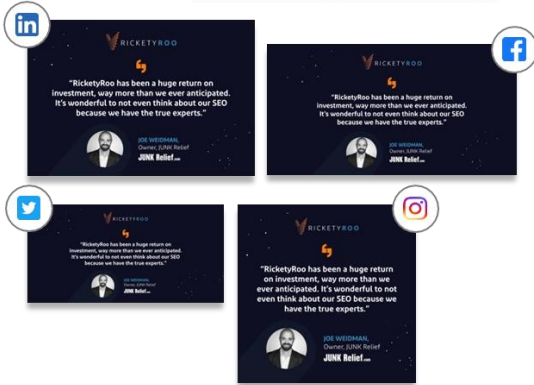 in
RICKETYROO
“RicketyRoo has been a huge return on
investment, way more than we ever anticipated.
It’s wonderful to not even think about our SEO
because we have the true experts.”
JOE WEIDMAN,
Owner, JUNK Relief
JUNK Relief.com
f
RICKETYROO
“RicketyRoo has been a huge return on
investment, way more than we ever anticipated.
It’s wonderful to not even think about our SEO
because we have the true experts.”
JOE WEIDMAN,
Owner, JUNK Relief
JUNK Relief.com
RICKETYROO
“RicketyRoo has been a huge return on
investment, way more than we ever anticipated.
It’s wonderful to not even think about our SEO
because we have the true experts.”
JOE WEIDMAN,
Owner, JUNK Relief
JUNK Relief.com
RICKETYROO
“RicketyRoo has been a huge return
on investment, way more than we
ever anticipated. It’s wonderful to not
even think about our SEO because we
have the true experts.”
JOE WEIDMAN,
Owner, JUNK Relief
JUNK Relief.com